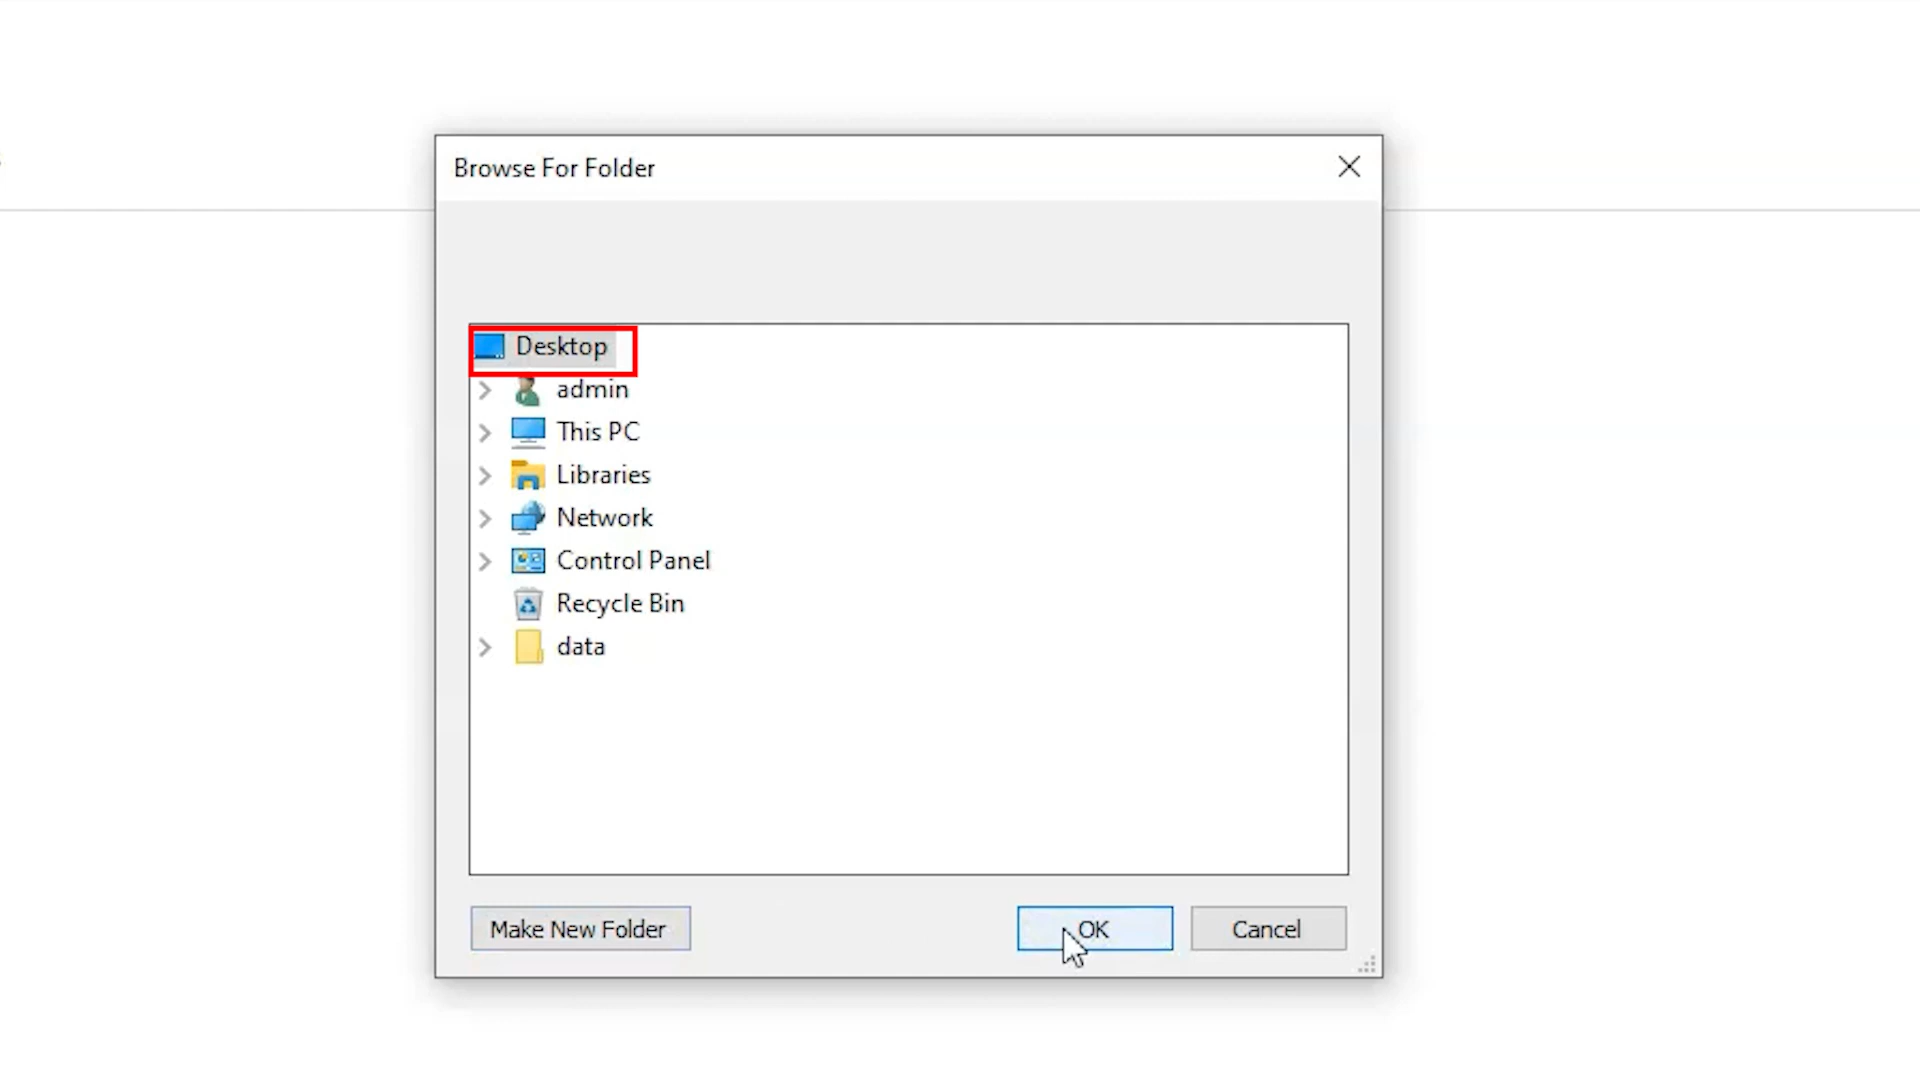 Browse For Folder
Desktop
admin
This PC
Libraries
Network
Control Panel
Recycle Bin
data
Make New Folder
OK
Cancel